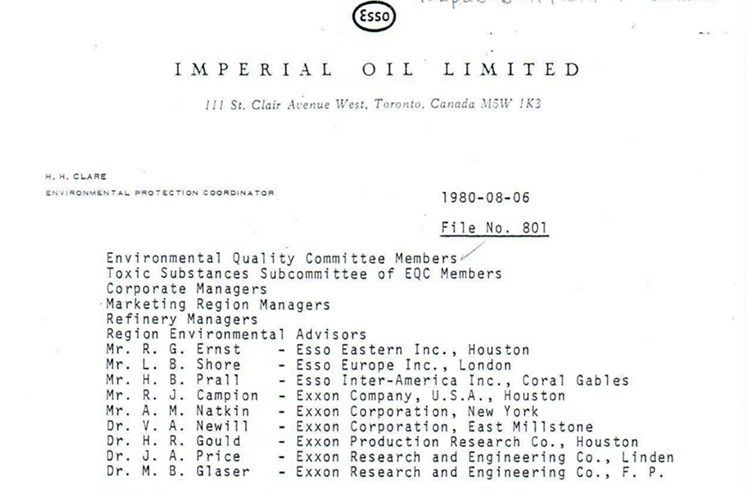 Esso
IMPERIAL OIL LIMITED
111 St. Clair Avenue West, Toronto, Canada M5W 1K3
H. H. CLARE
ENVIRONMENTAL PROTECTION COORDINATOR
1980-08-06
File No. 801
Environmental Quality Committee Members
Toxic Substances Subcommittee of EQC Members
Corporate Managers
Marketing Region Managers
Refinery Managers
Region Environmental Advisors
Mr. R. G. Ernst - Esso Eastern Inc., Houston
Mr. L. B. Shore - Esso Europe Inc., London
Mr. H. B. Prall - Esso Inter-America Inc., Coral Gables
Mr. R. J. Campion - Exxon Company, U.S.A., Houston
Mr. A. M. Natkin - Exxon Corporation, New York
Dr. V. A. Newill - Exxon Corporation, East Millstone
Dr. H. R. Gould - Exxon Production Research Co., Houston
Dr. J. A. Price - Exxon Research and Engineering Co., Linden
Dr. M. B. Glaser - Exxon Research and Engineering Co., F. P.